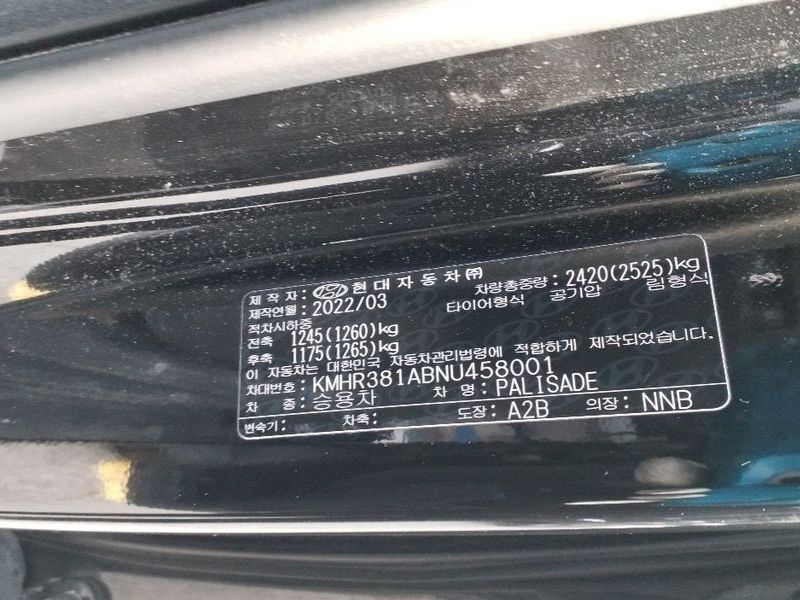 제 작 자: 현대자동차㈜ 차량총중량: 2420(2525)kg
제작연월: 2022/03 타이어형식 공기압 림형식
적차시하중
전축 1245(1260)kg
후축 1175(1265)kg
이 자동차는 대한민국 자동차관리법령에 적합하게 제작되었습니다.
차대번호: KMHR381ABNU458001
차 종: 승용차 차 명: PALISADE
변속기: 차축: 도장: A2B 의장: NNB